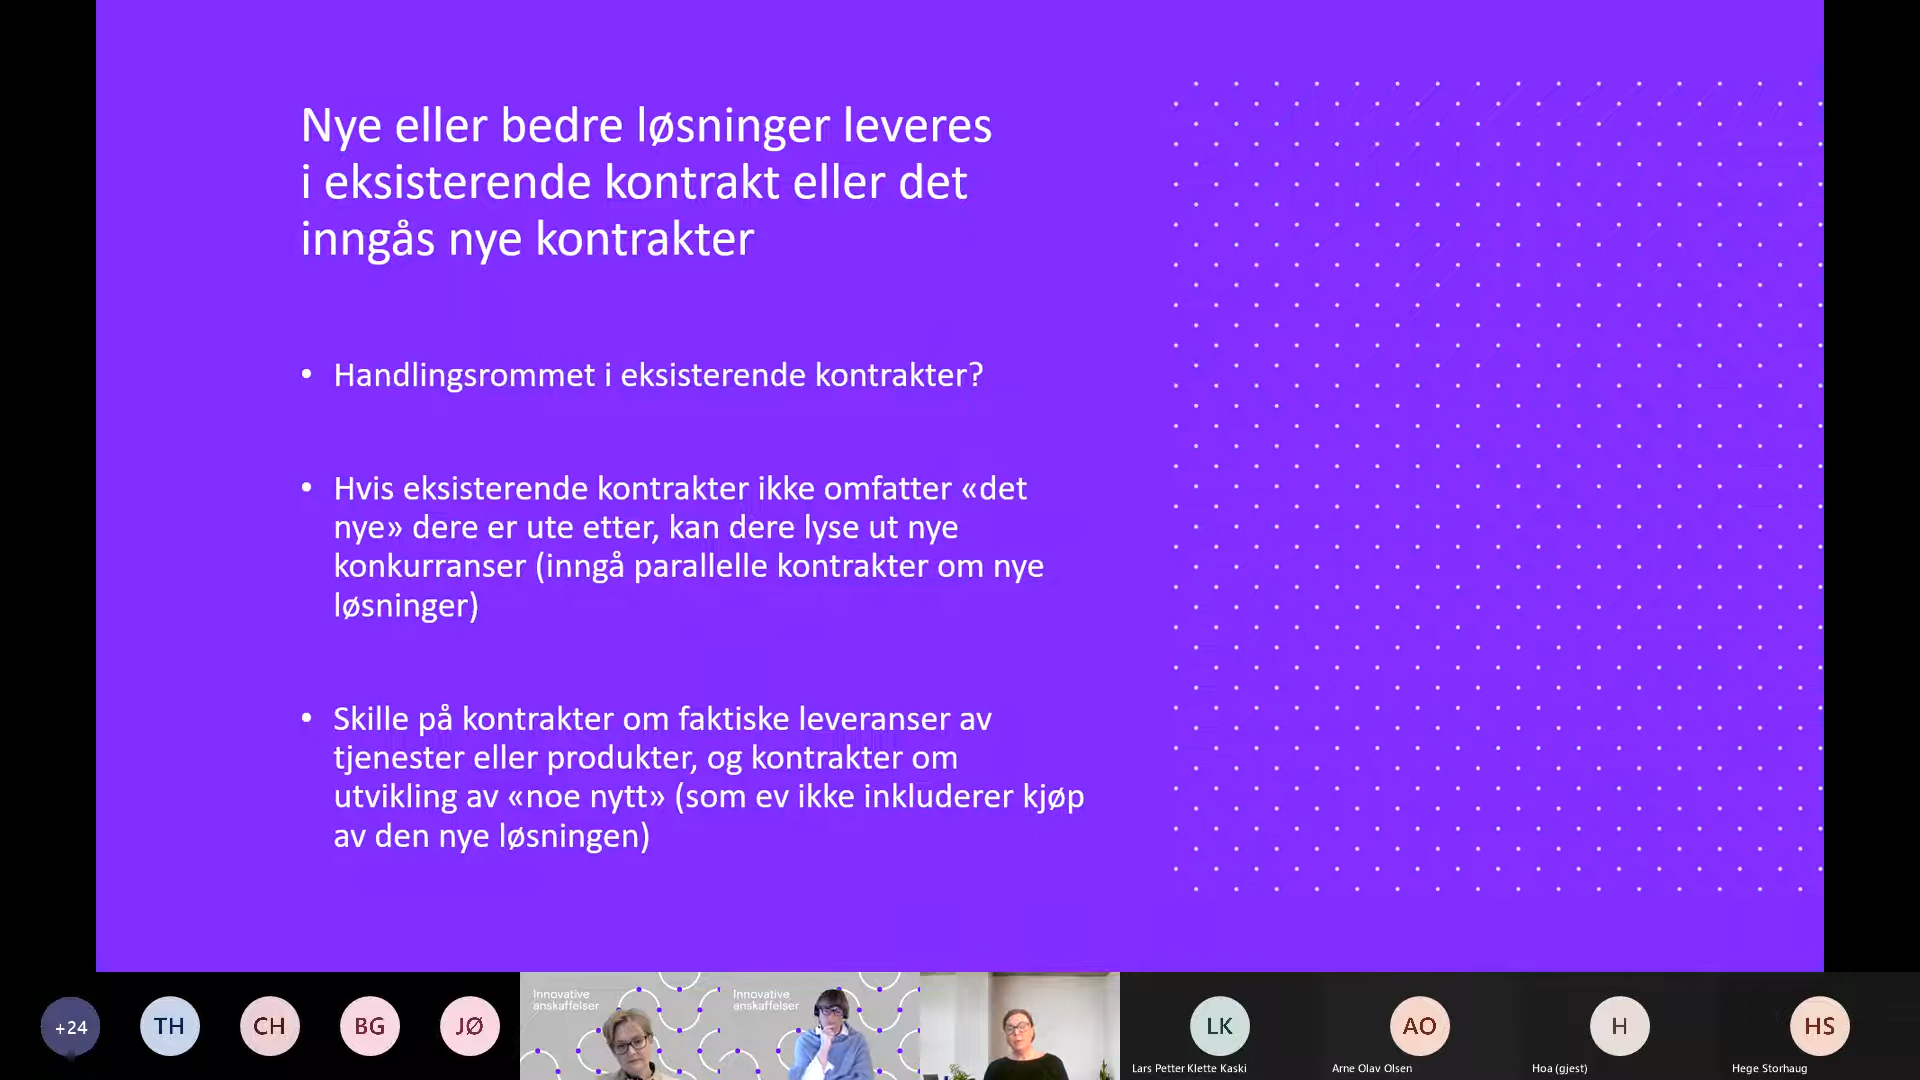 Nye eller bedre løsninger leveres
i eksisterende kontrakt eller det
inngås nye kontrakter
• Handlingsrommet i eksisterende kontrakter?
• Hvis eksisterende kontrakter ikke omfatter «det
nye» dere er ute etter, kan dere lyse ut nye
konkurranser (inngå parallelle kontrakter om nye
løsninger)
• Skille på kontrakter om faktiske leveranser av
tjenester eller produkter, og kontrakter om
utvikling av «noe nytt» (som ev ikke inkluderer kjøp
av den nye løsningen)
+24
TH
CH
BG
JØ
Innovative
anskaffelser
Innovative
anskaffelser
LK
Lars Petter Klette Kaski
AO
Arne Olav Olsen
H
Hoa (gjest)
HS
Hege Storhaug